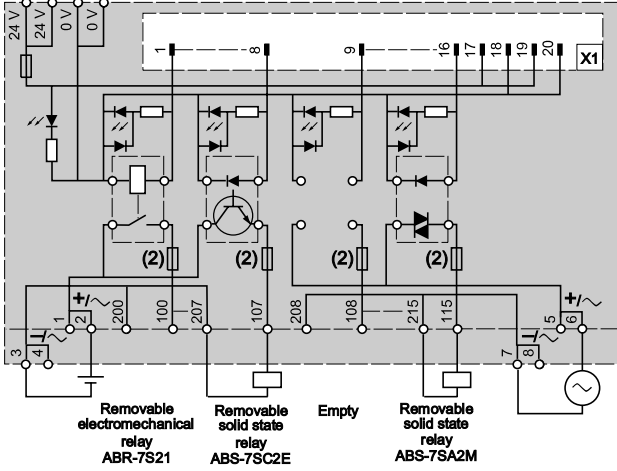 24 V
24 V
0 V
0 V
1
8
9
16
17
18
19
20
X1
(2)
(2)
(2)
(2)
1
+/~
2
200
100
207
107
208
108
215
115
5
+/~
6
3
−/~
4
7
−/~
8
Removable
electromechanical
relay
ABR-7S21
Removable
solid state
relay
ABS-7SC2E
Empty
Removable
solid state
relay
ABS-7SA2M